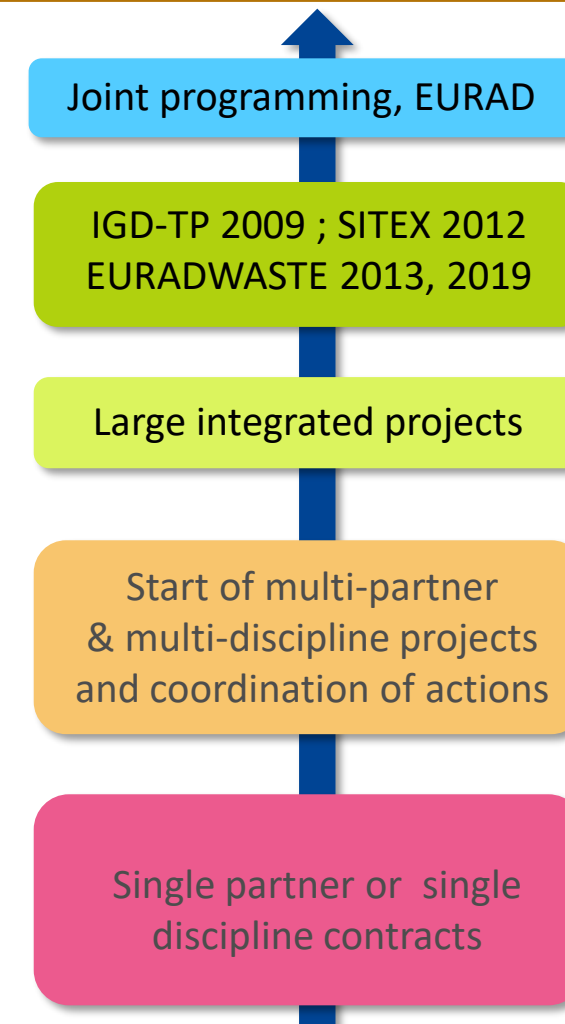 Joint programming, EURAD
IGD-TP 2009 ; SITEX 2012
EURADWASTE 2013, 2019
Large integrated projects
Start of multi-partner
& multi-discipline projects
and coordination of actions
Single partner or single
discipline contracts